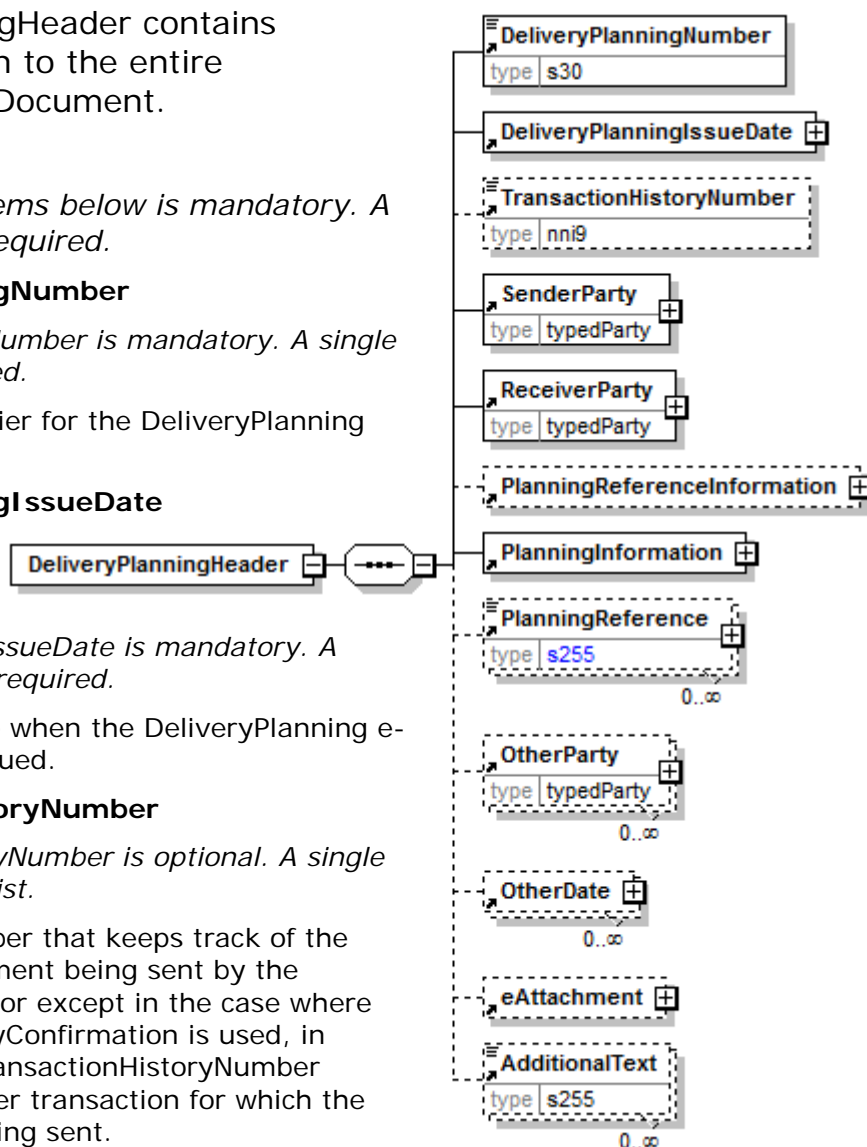 gHeader contains
n to the entire
Document.
ems below is mandatory. A
equired.
gNumber
Number is mandatory. A single
ed.
ier for the DeliveryPlanning
gIssueDate
ssueDate is mandatory. A
required.
when the DeliveryPlanning e-
ued.
oryNumber
yNumber is optional. A single
ist.
ber that keeps track of the
ment being sent by the
or except in the case where
yConfirmation is used, in
ansactionHistoryNumber
er transaction for which the
ing sent.
DeliveryPlanningHeader
DeliveryPlanningNumber
type s30
DeliveryPlanningIssueDate
TransactionHistoryNumber
type nni9
SenderParty
type typedParty
ReceiverParty
type typedParty
PlanningReferenceInformation
PlanningInformation
PlanningReference
type s255
0..∞
OtherParty
type typedParty
0..∞
OtherDate
0..∞
eAttachment
AdditionalText
type s255
0..∞